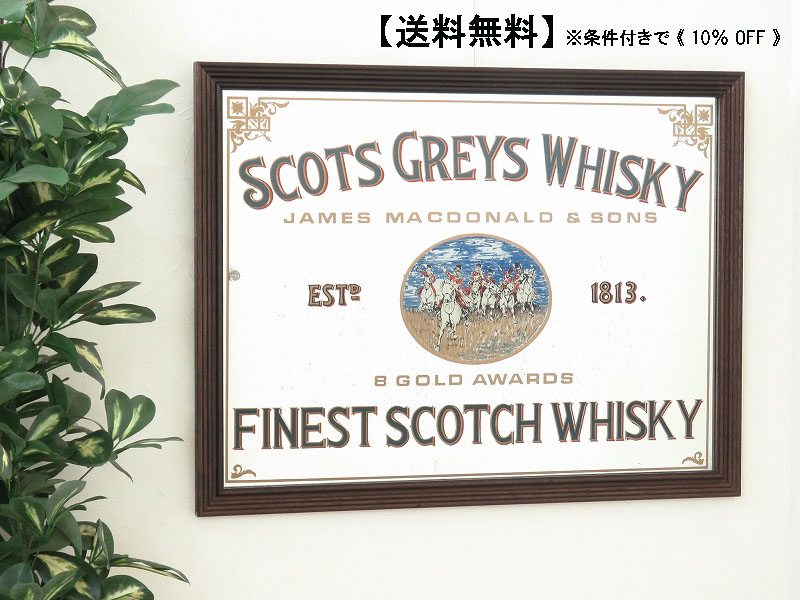 【送料無料】※条件付きで《 10% OFF 》
SCOTS GREYS WHISKY
JAMES MACDONALD & SONS
ESTD 1813.
8 GOLD AWARDS
FINEST SCOTCH WHISKY